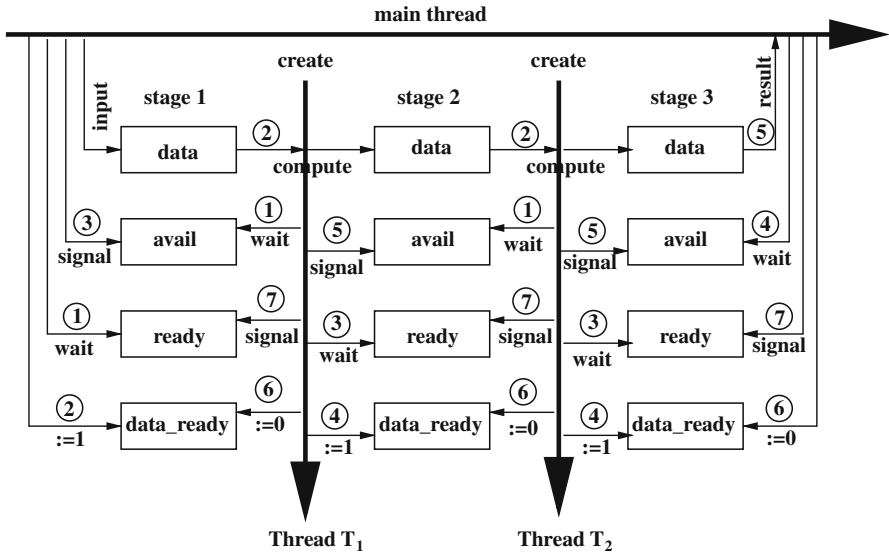 main thread
create
create
stage 1
stage 2
stage 3
input
result
2
2
5
data
data
data
compute
compute
3
1
5
1
5
4
avail
avail
avail
signal
wait
signal
wait
signal
wait
1
7
3
7
3
7
ready
ready
ready
wait
signal
wait
signal
wait
signal
2
6
4
6
4
6
data_ready
data_ready
data_ready
:=1
:=0
:=1
:=0
:=1
:=0
Thread T1
Thread T2